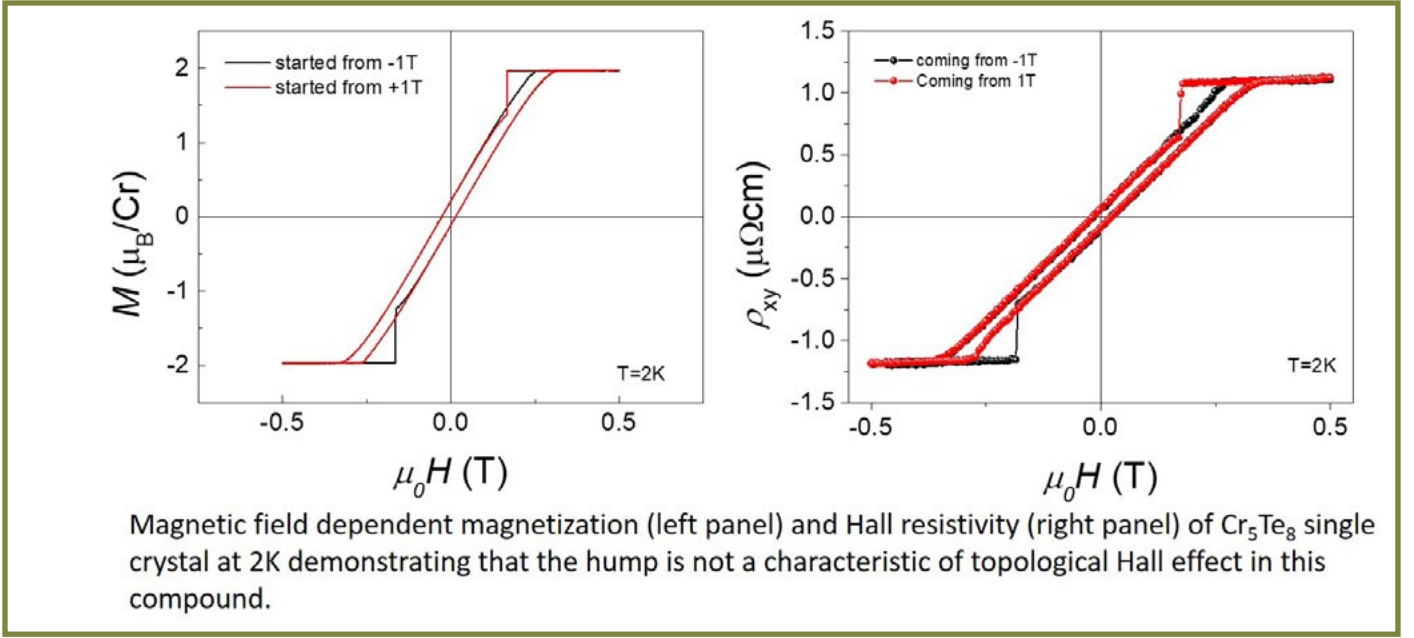 2
1
0
-1
-2
-0.5
0.0
0.5
M (μB/Cr)
μ0H (T)
started from -1T
started from +1T
T=2K
1.5
1.0
0.5
0.0
-0.5
-1.0
-1.5
-0.5
0.0
0.5
ρxy (μΩcm)
μ0H (T)
coming from -1T
Coming from 1T
T=2K
Magnetic field dependent magnetization (left panel) and Hall resistivity (right panel) of Cr5Te8 single
crystal at 2K demonstrating that the hump is not a characteristic of topological Hall effect in this
compound.